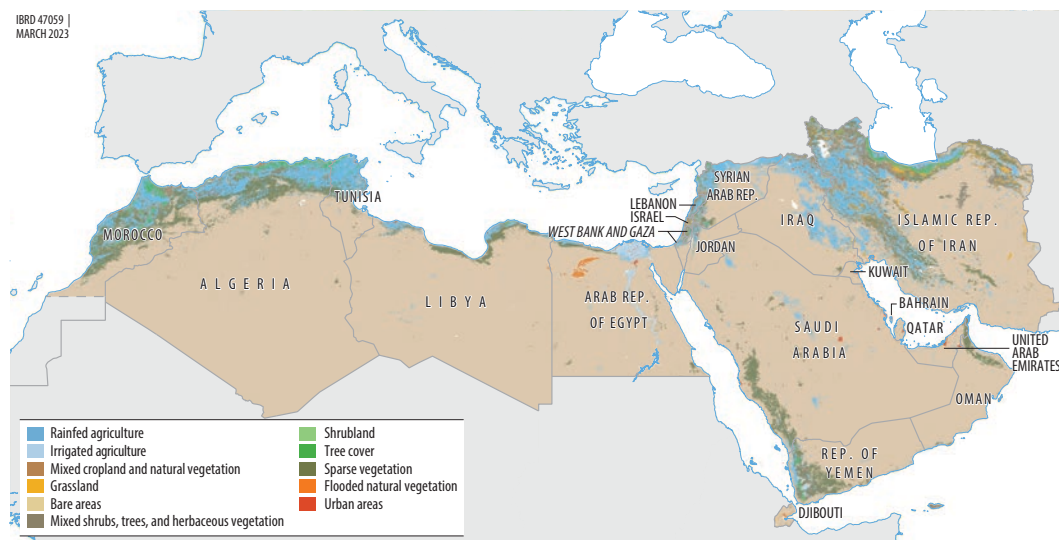 IBRD 47059 |
MARCH 2023
TUNISIA
MOROCCO
ALGERIA
LIBYA
ARAB REP.
OF EGYPT
SYRIAN
ARAB REP.
LEBANON
ISRAEL
WEST BANK AND GAZA
JORDAN
IRAQ
ISLAMIC REP.
OF IRAN
KUWAIT
BAHRAIN
QATAR
SAUDI
ARABIA
UNITED
ARAB
EMIRATES
OMAN
REP. OF
YEMEN
DJIBOUTI
Rainfed agriculture
Irrigated agriculture
Mixed cropland and natural vegetation
Grassland
Bare areas
Mixed shrubs, trees, and herbaceous vegetation
Shrubland
Tree cover
Sparse vegetation
Flooded natural vegetation
Urban areas